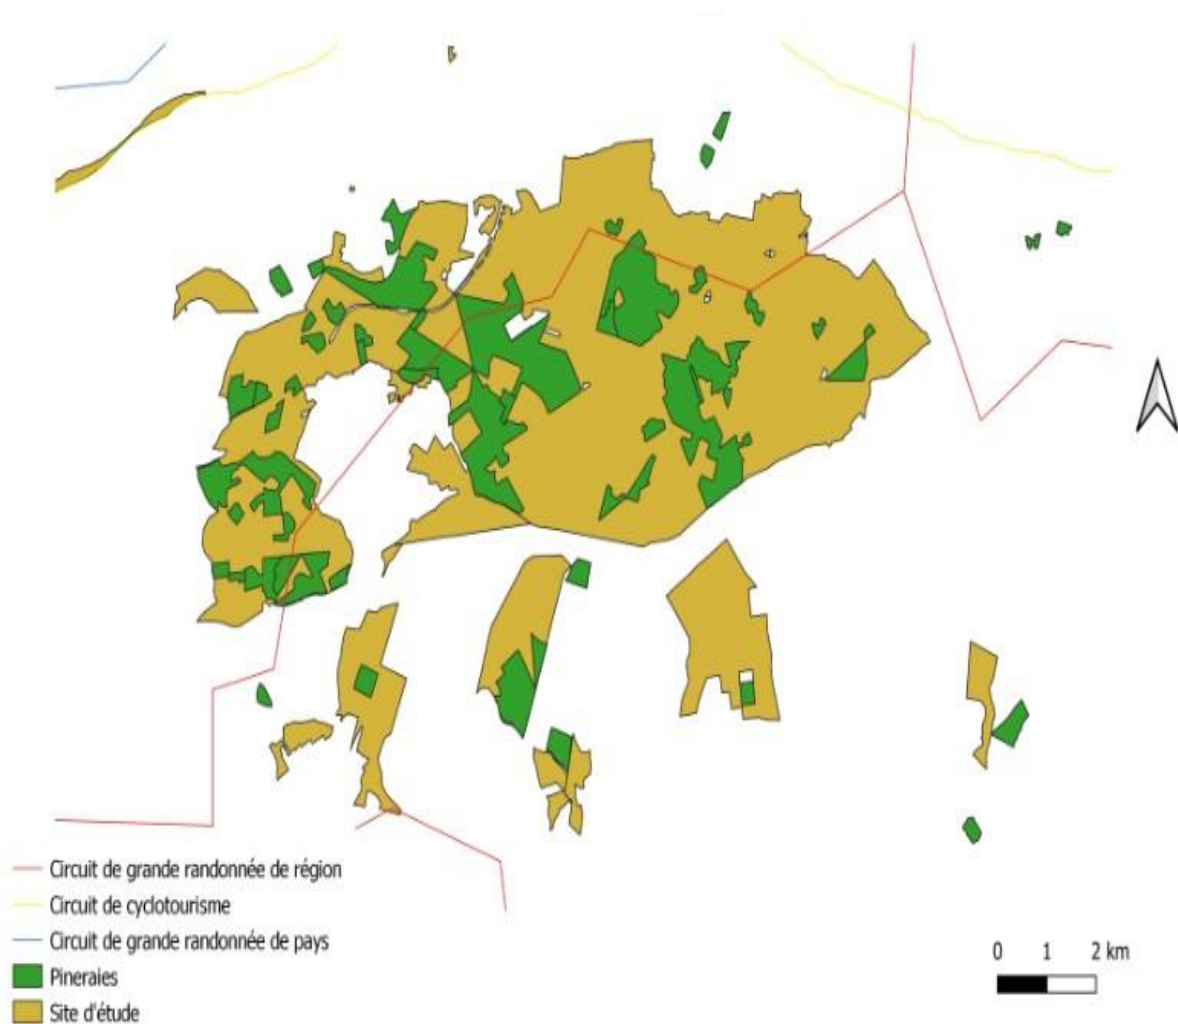 Circuit de grande randonnée de région
Circuit de cyclotourisme
Circuit de grande randonnée de pays
Pineraies
Site d'étude
0 1 2 km